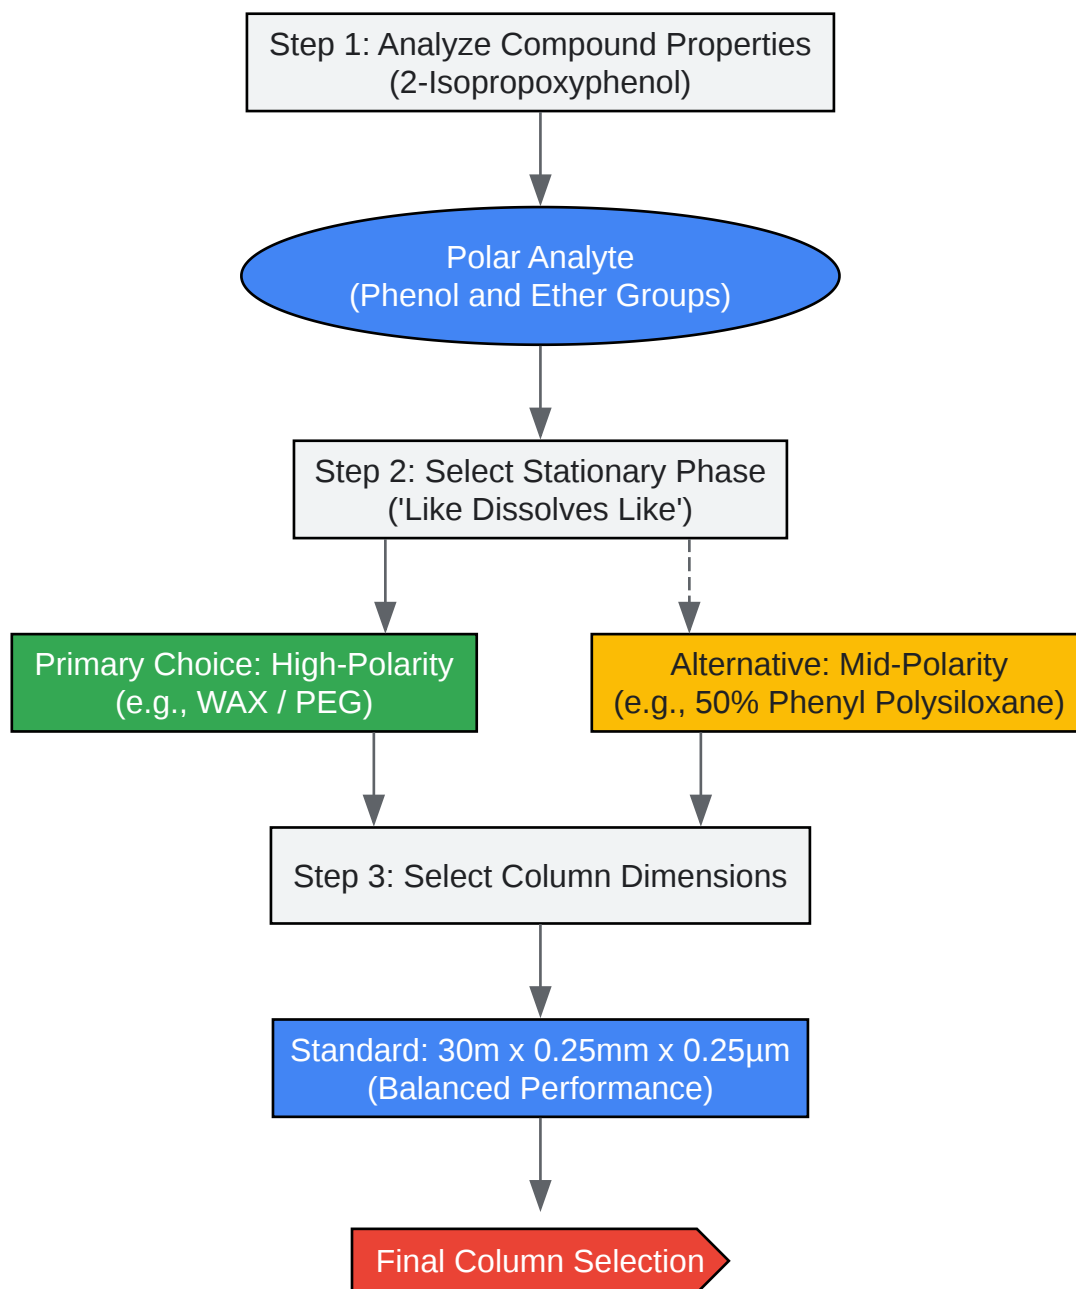 Step 1: Analyze Compound Properties
(2-Isopropoxyphenol)
Polar Analyte
(Phenol and Ether Groups)
Step 2: Select Stationary Phase
('Like Dissolves Like')
Primary Choice: High-Polarity
(e.g., WAX / PEG)
Alternative: Mid-Polarity
(e.g., 50% Phenyl Polysiloxane)
Step 3: Select Column Dimensions
Standard: 30m x 0.25mm x 0.25µm
(Balanced Performance)
Final Column Selection